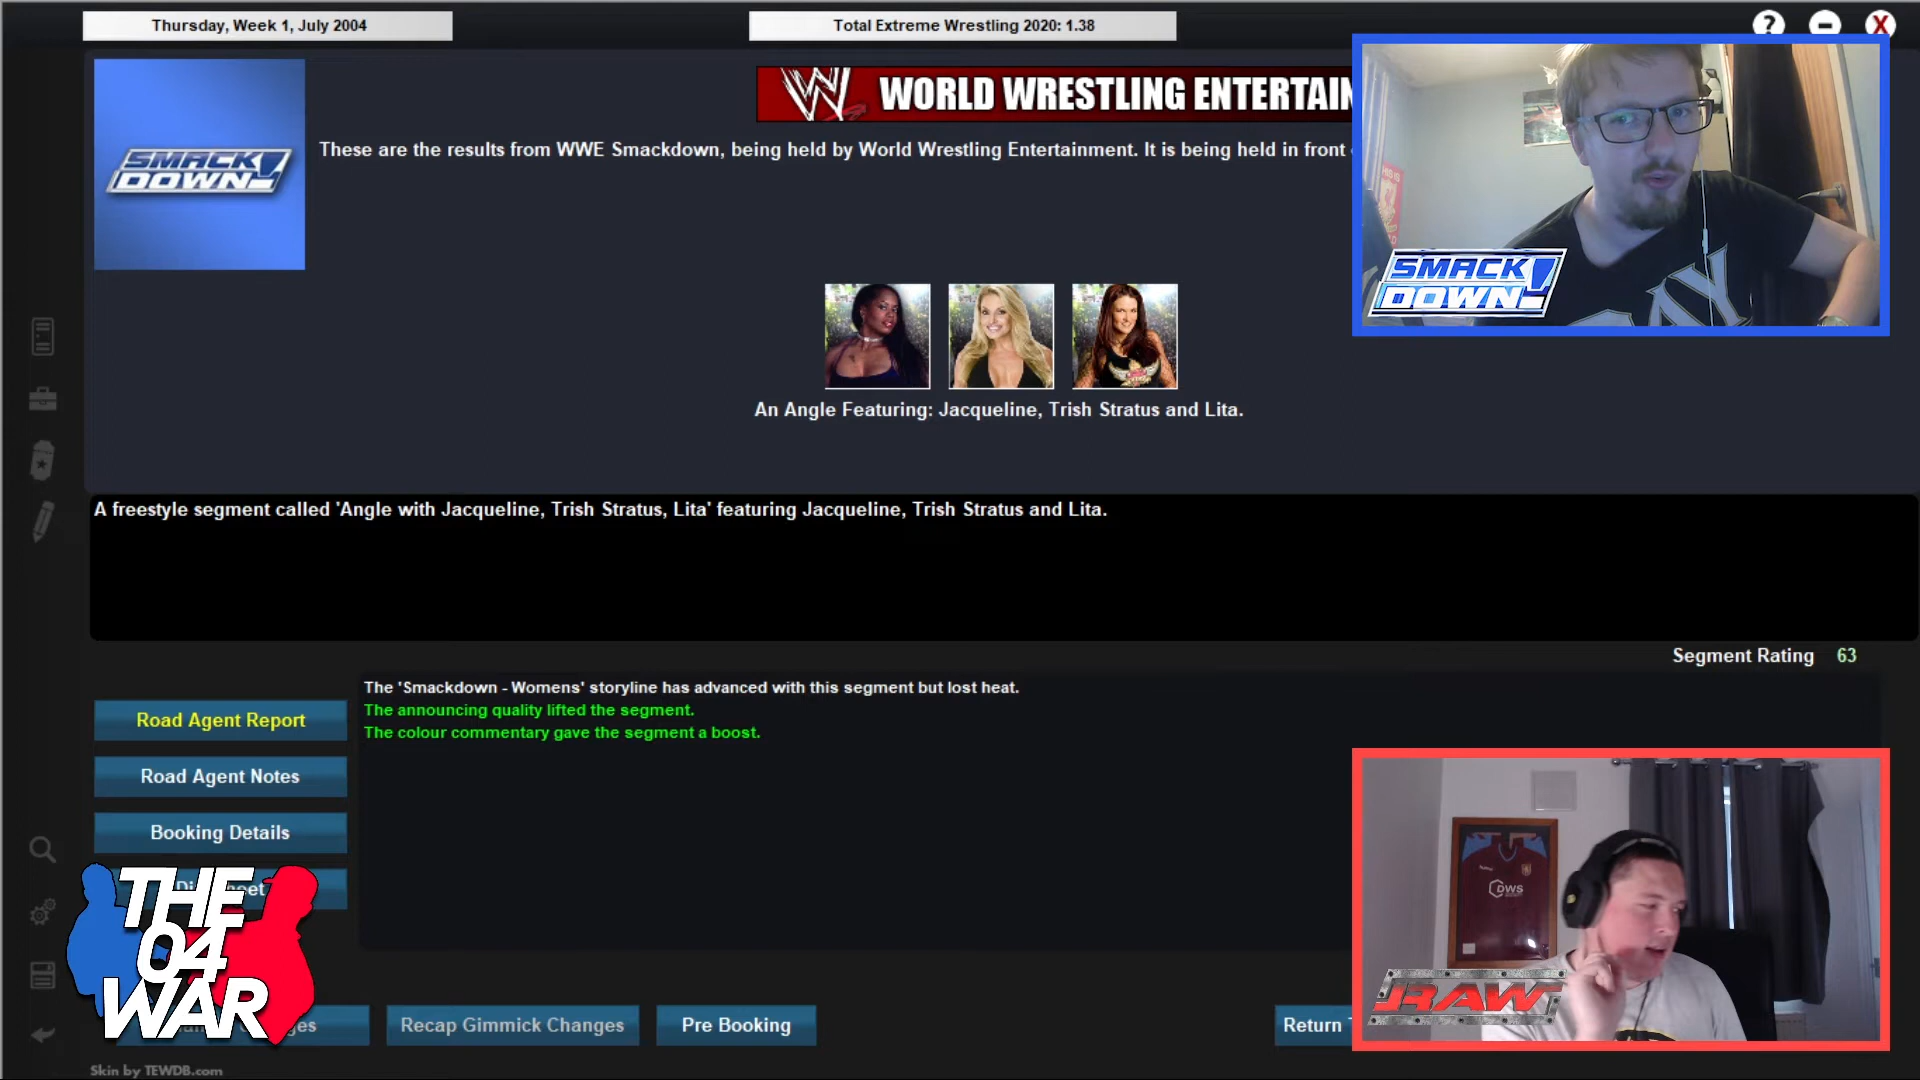 Thursday, Week 1, July 2004
Total Extreme Wrestling 2020: 1.38
?
X
SMACK
DOWN!
W WORLD WRESTLING ENTERTAIN
These are the results from WWE Smackdown, being held by World Wrestling Entertainment. It is being held in front
SMACK
DOWN!
An Angle Featuring: Jacqueline, Trish Stratus and Lita.
A freestyle segment called 'Angle with Jacqueline, Trish Stratus, Lita' featuring Jacqueline, Trish Stratus and Lita.
Segment Rating 63
The 'Smackdown - Womens' storyline has advanced with this segment but lost heat.
The announcing quality lifted the segment.
The colour commentary gave the segment a boost.
Road Agent Report
Road Agent Notes
Booking Details
THE
04
WAR
DWS
RAW
Recap Gimmick Changes
Pre Booking
Return
Skin by TEWDB.com